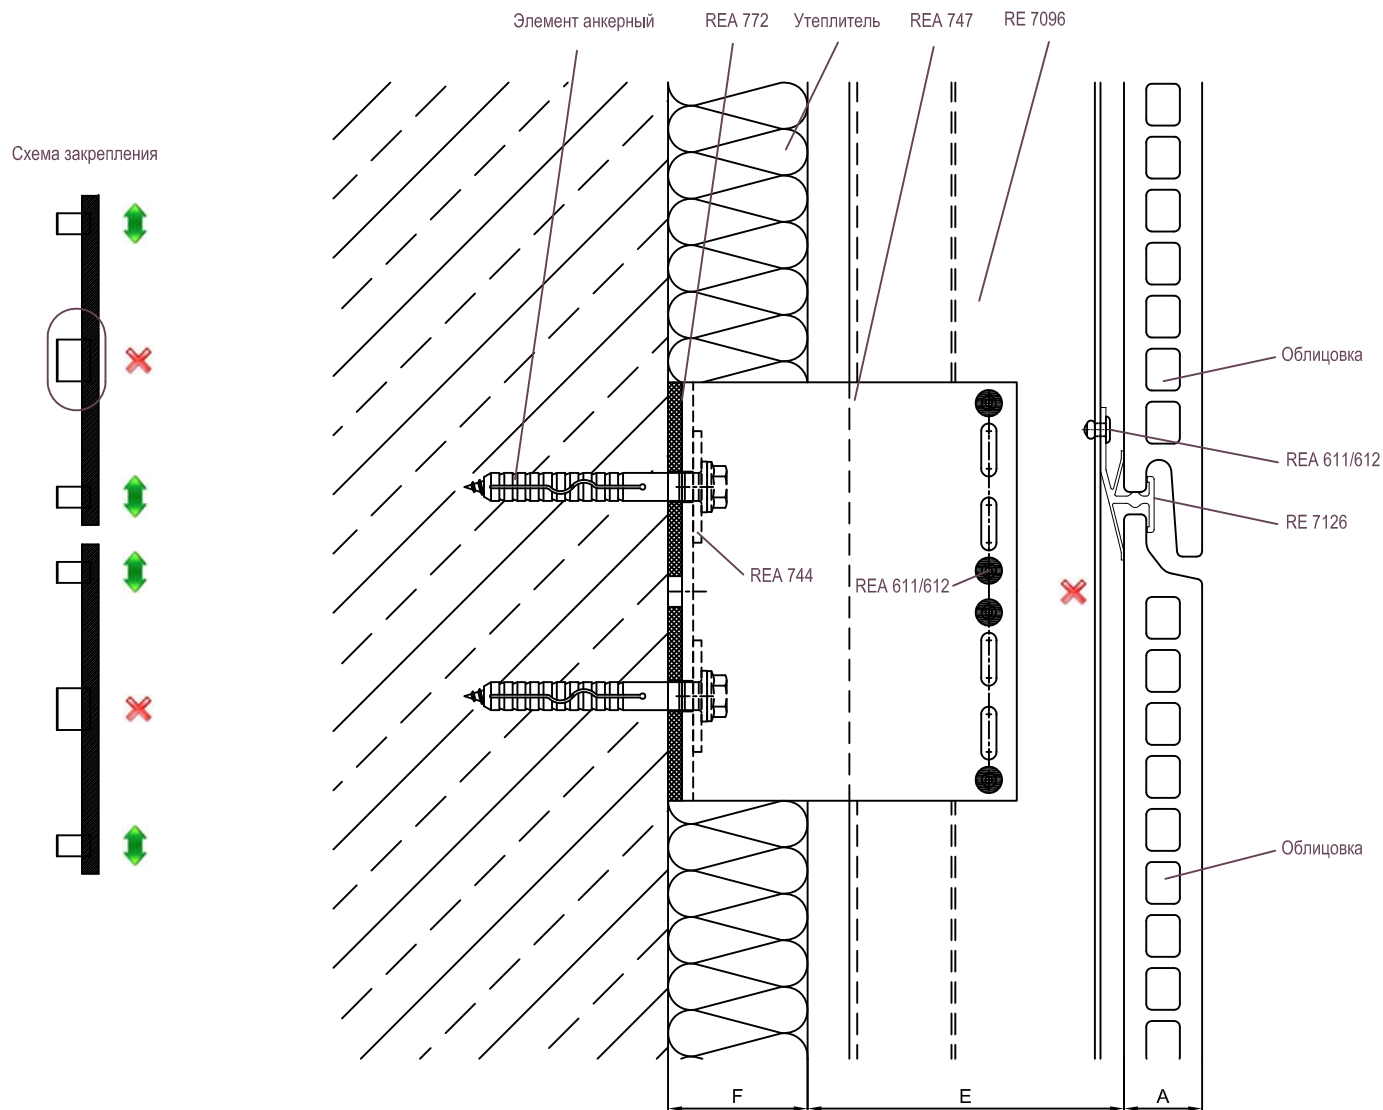 Элемент анкерный
REA 772
Утеплитель
REA 747
RE 7096
Схема закрепления
Облицовка
REA 611/612
RE 7126
REA 744
REA 611/612
Облицовка
F
E
A